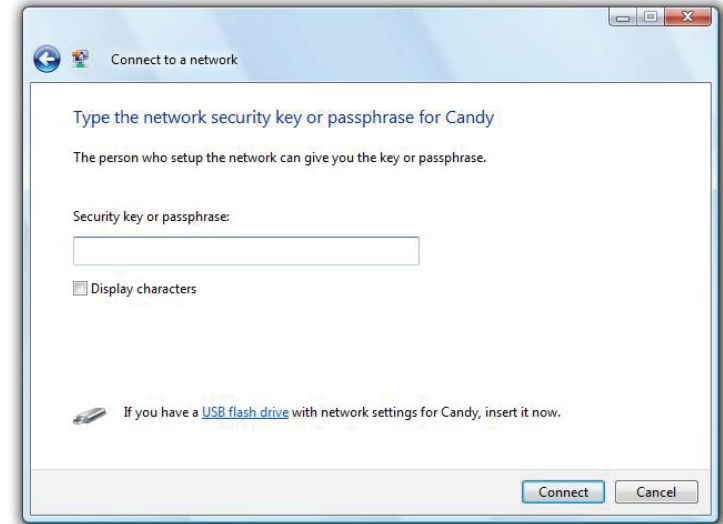 Connect to a network
Type the network security key or passphrase for Candy
The person who setup the network can give you the key or passphrase.
Security key or passphrase:
Display characters
If you have a USB flash drive with network settings for Candy, insert it now.
Connect Cancel